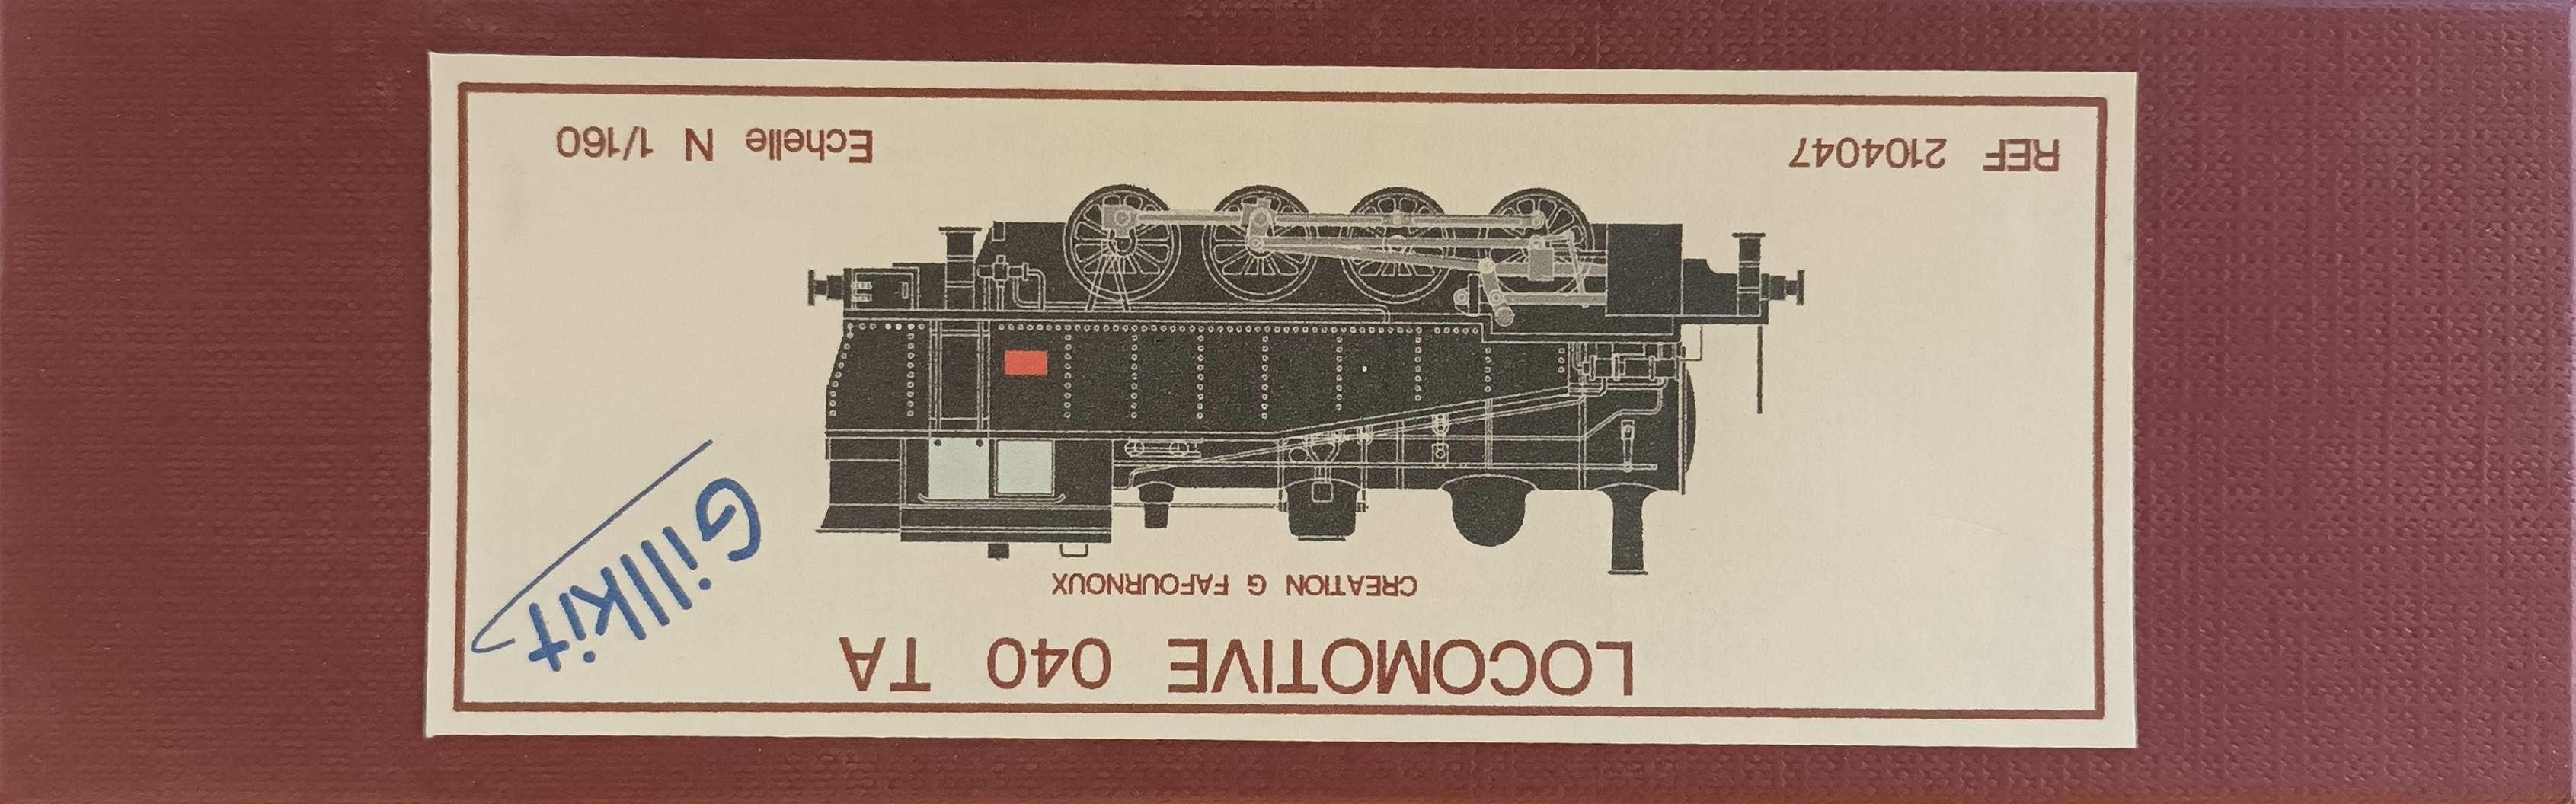 LOCOMOTIVE 040 TA
CREATION G FAFOURNOUX
Gillkit
REF 2104047
Echelle N 1/160